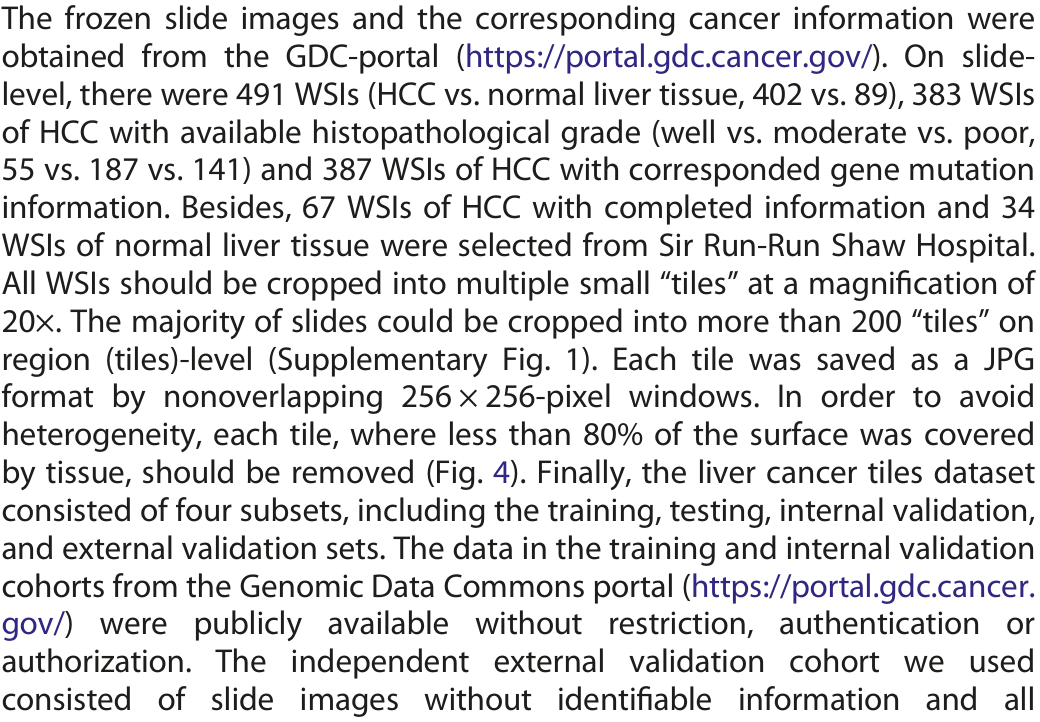 The frozen slide images and the corresponding cancer information were
obtained from the GDC-portal (https://portal.gdc.cancer.gov/). On slide-
level, there were 491 WSIs (HCC vs. normal liver tissue, 402 vs. 89), 383 WSIs
of HCC with available histopathological grade (well vs. moderate vs. poor,
55 vs. 187 vs. 141) and 387 WSIs of HCC with corresponded gene mutation
information. Besides, 67 WSIs of HCC with completed information and 34
WSIs of normal liver tissue were selected from Sir Run-Run Shaw Hospital.
All WSIs should be cropped into multiple small “tiles” at a magnification of
20×. The majority of slides could be cropped into more than 200 “tiles” on
region (tiles)-level (Supplementary Fig. 1). Each tile was saved as a JPG
format by nonoverlapping 256 × 256-pixel windows. In order to avoid
heterogeneity, each tile, where less than 80% of the surface was covered
by tissue, should be removed (Fig. 4). Finally, the liver cancer tiles dataset
consisted of four subsets, including the training, testing, internal validation,
and external validation sets. The data in the training and internal validation
cohorts from the Genomic Data Commons portal (https://portal.gdc.cancer.
gov/) were publicly available without restriction, authentication or
authorization. The independent external validation cohort we used
consisted of slide images without identifiable information and all